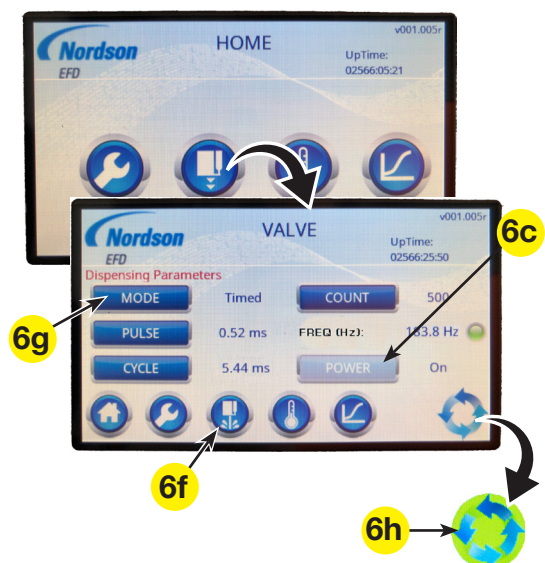 v001.005r
Nordson
EFD
HOME
UpTime:
02566:05:21
v001.005r
Nordson
EFD
VALVE
UpTime:
02566:25:50
6c
Dispensing Parameters
MODE Timed COUNT 500
6g
PULSE 0.52 ms FREQ (Hz): 183.8 Hz
CYCLE 5.44 ms POWER On
6f
6h